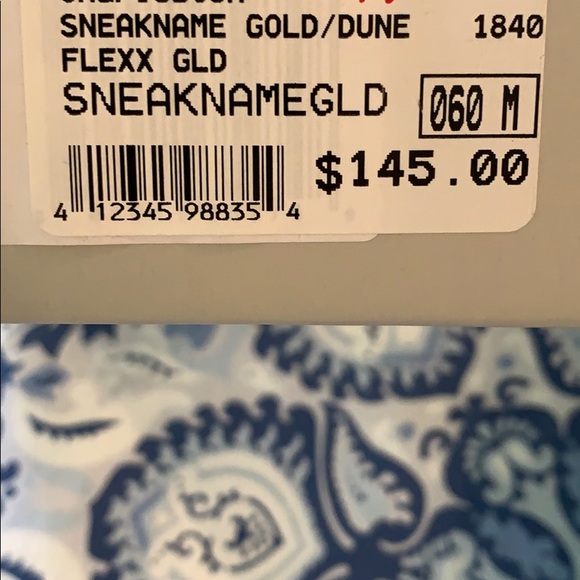 SNEAKNAME GOLD/DUNE 1840
FLEXX GLD
SNEAKNAMEGLD 060 M
$145.00
4 12345 98835 4